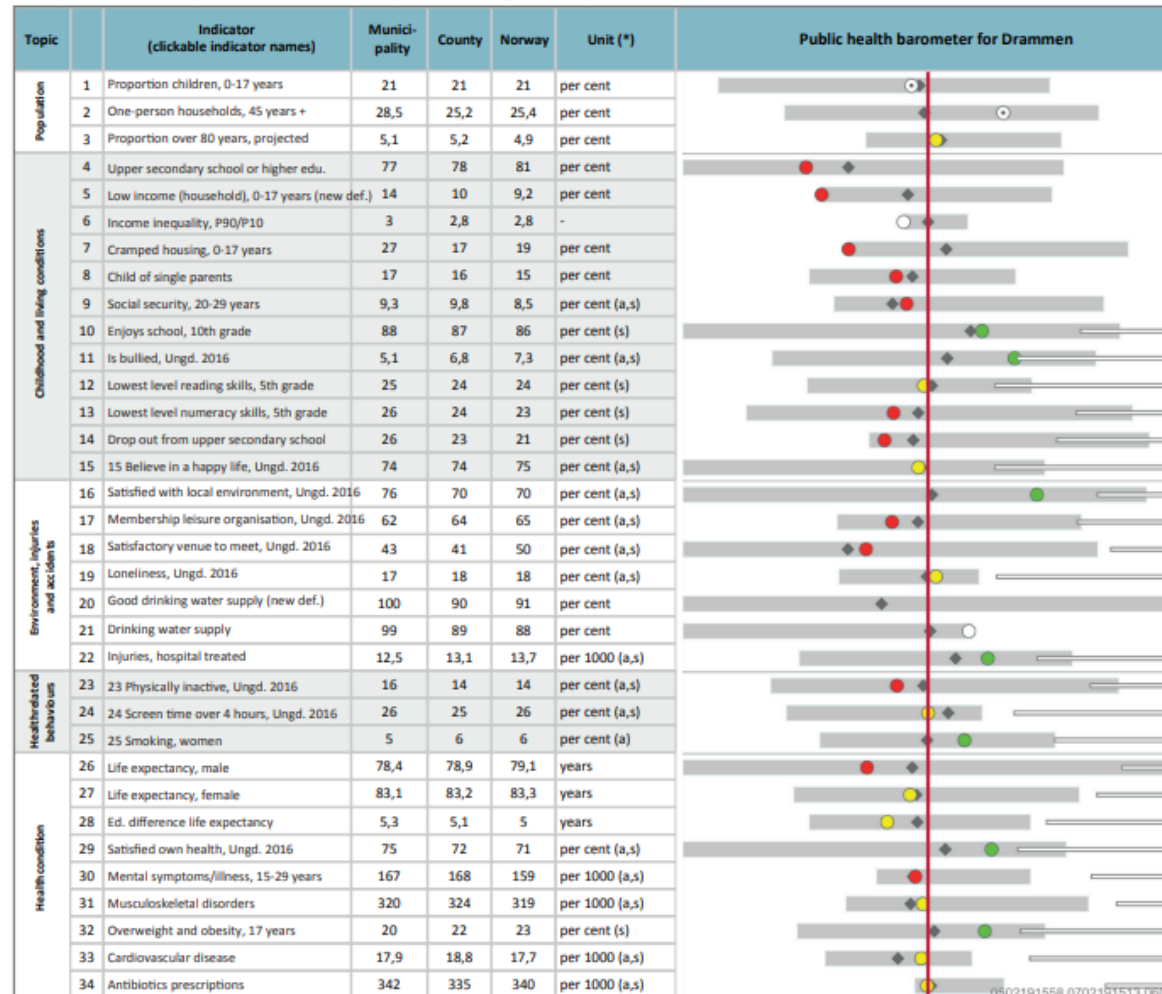 Topic Indicator (clickable indicator names) Munici-pality County Norway Unit (*) Public health barometer for Drammen
Population
1 Proportion children, 0-17 years 21 21 21 per cent
2 One-person households, 45 years + 28,5 25,2 25,4 per cent
3 Proportion over 80 years, projected 5,1 5,2 4,9 per cent
Childhood and living conditions
4 Upper secondary school or higher edu. 77 78 81 per cent
5 Low income (household), 0-17 years (new def.) 14 10 9,2 per cent
6 Income inequality, P90/P10 3 2,8 2,8 -
7 Cramped housing, 0-17 years 27 17 19 per cent
8 Child of single parents 17 16 15 per cent
9 Social security, 20-29 years 9,3 9,8 8,5 per cent (a,s)
10 Enjoys school, 10th grade 88 87 86 per cent (s)
11 Is bullied, Ungd. 2016 5,1 6,8 7,3 per cent (a,s)
12 Lowest level reading skills, 5th grade 25 24 24 per cent (s)
13 Lowest level numeracy skills, 5th grade 26 24 23 per cent (s)
14 Drop out from upper secondary school 26 23 21 per cent (s)
15 15 Believe in a happy life, Ungd. 2016 74 74 75 per cent (a,s)
Environment, injuries and accidents
16 Satisfied with local environment, Ungd. 2016 76 70 70 per cent (a,s)
17 Membership leisure organisation, Ungd. 2016 62 64 65 per cent (a,s)
18 Satisfactory venue to meet, Ungd. 2016 43 41 50 per cent (a,s)
19 Loneliness, Ungd. 2016 17 18 18 per cent (a,s)
20 Good drinking water supply (new def.) 100 90 91 per cent
21 Drinking water supply 99 89 88 per cent
22 Injuries, hospital treated 12,5 13,1 13,7 per 1000 (a,s)
Healthrelated behaviours
23 23 Physically inactive, Ungd. 2016 16 14 14 per cent (a,s)
24 24 Screen time over 4 hours, Ungd. 2016 26 25 26 per cent (a,s)
25 25 Smoking, women 5 6 6 per cent (a)
Health condition
26 Life expectancy, male 78,4 78,9 79,1 years
27 Life expectancy, female 83,1 83,2 83,3 years
28 Ed. difference life expectancy 5,3 5,1 5 years
29 Satisfied own health, Ungd. 2016 75 72 71 per cent (a,s)
30 Mental symptoms/illness, 15-29 years 167 168 159 per 1000 (a,s)
31 Musculoskeletal disorders 320 324 319 per 1000 (a,s)
32 Overweight and obesity, 17 years 20 22 23 per cent (s)
33 Cardiovascular disease 17,9 18,8 17,7 per 1000 (a,s)
34 Antibiotics prescriptions 342 335 340 per 1000 (a,s)